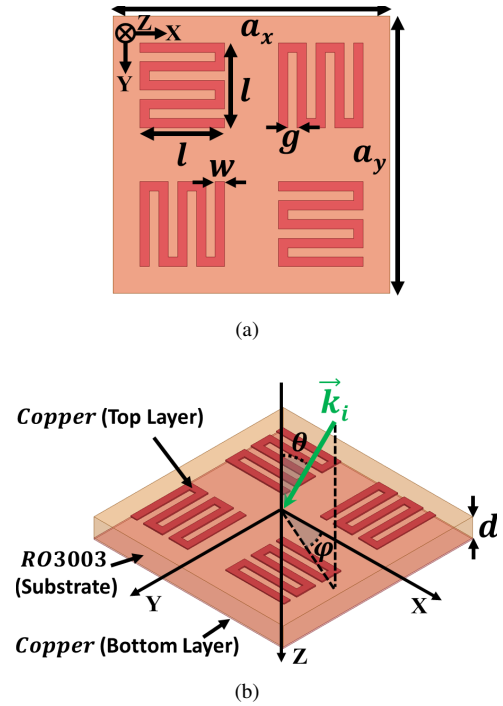 a_x
Z
X
Y
l
l
g
a_y
w
(a)
Copper (Top Layer)
k_i
θ
d
RO3003
(Substrate)
φ
Y
X
Copper (Bottom Layer)
Z
(b)